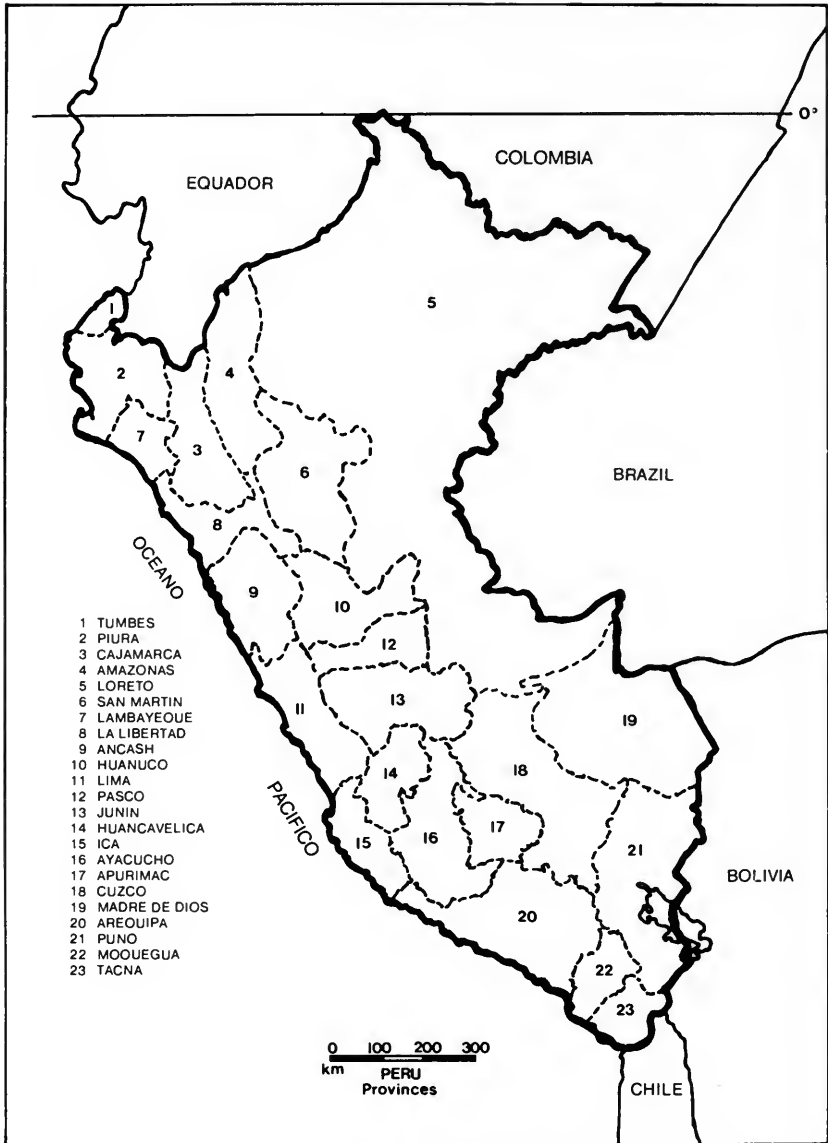 0°
COLOMBIA
EQUADOR
5
1
2
4
7
3
6
BRAZIL
8
OCEANO
9
10
12
1 TUMBES
2 PIURA
3 CAJAMARCA
4 AMAZONAS
5 LORETO
6 SAN MARTIN
7 LAMBAYEOUE
8 LA LIBERTAD
9 ANCASH
10 HUANUCO
11 LIMA
12 PASCO
13 JUNIN
14 HUANCAVELICA
15 ICA
16 AYACUCHO
17 APURIMAC
18 CUZCO
19 MADRE DE DIOS
20 AREOUIPA
21 PUNO
22 MOOUEGUA
23 TACNA
11
13
19
14
18
PACIFICO
15
16
17
21
BOLIVIA
20
22
23
0 100 200 300
km
PERU
Provinces
CHILE